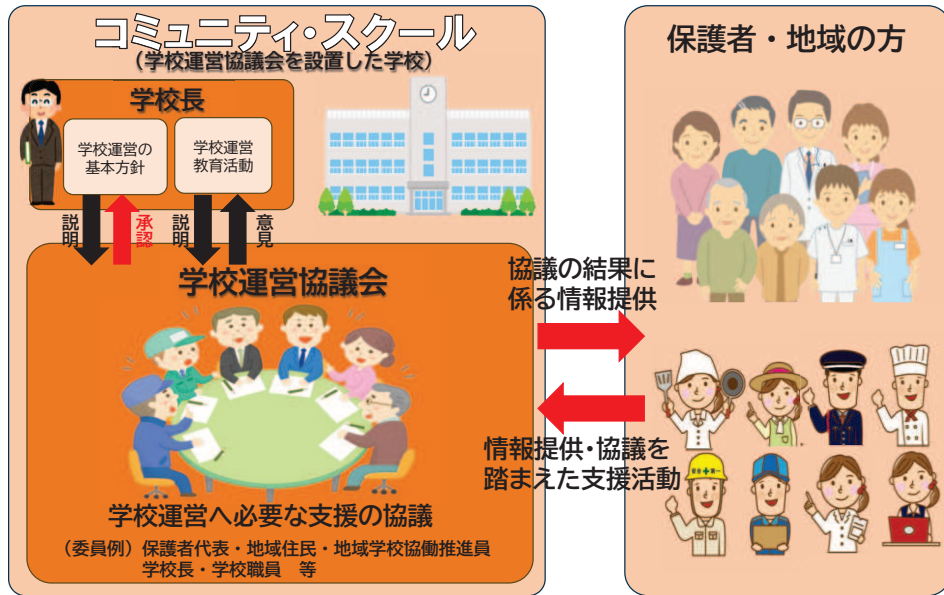 コミュニティ・スクール
(学校運営協議会を設置した学校)
学校長
学校運営の
基本方針
学校運営
教育活動
説明
承認
説明
意見
学校運営協議会
学校運営へ必要な支援の協議
(委員例)保護者代表・地域住民・地域学校協働推進員
学校長・学校職員 等
協議の結果に
係る情報提供
情報提供・協議を
踏まえた支援活動
保護者・地域の方
安全+第一